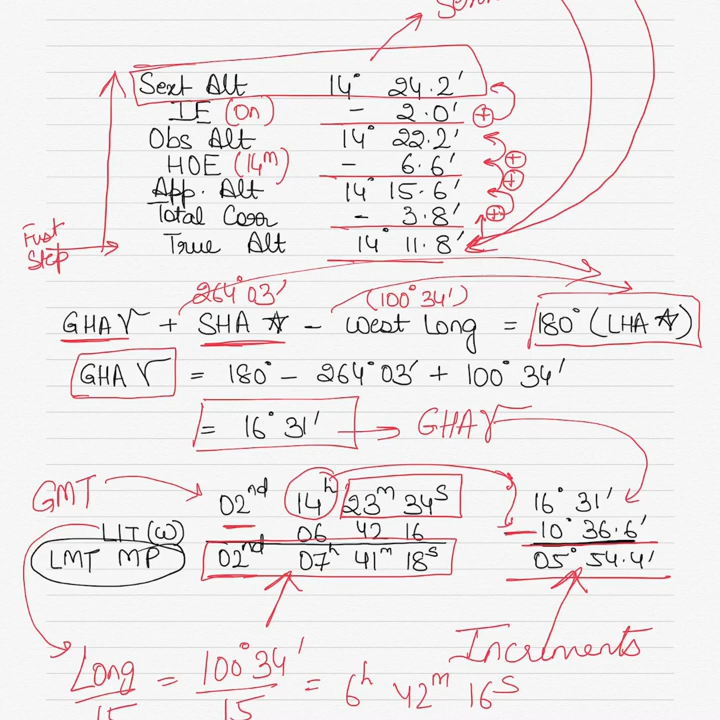 Sext Alt 14° 24.2'
IE (On) - 2.0' +
Obs Alt 14° 22.2'
HOE (14m) - 6.6' +
App. Alt 14° 15.6' +
Total Corr - 3.8' +
True Alt 14° 11.8'
First
Step
264°03' (100°34')
GHA♈ + SHA ☆ - West Long = 180° (LHA ☆)
GHA ♈ = 180° - 264°03' + 100°34'
= 16°31' → GHA♈
GMT 02nd 14h 23m 34s 16° 31'
LIT (W) 06 42 16 - 10° 36.6'
LMT MP 02nd 07h 41m 18s 05° 54.4'
Increments
Long = 100°34' = 6h 42m 16s
15 15